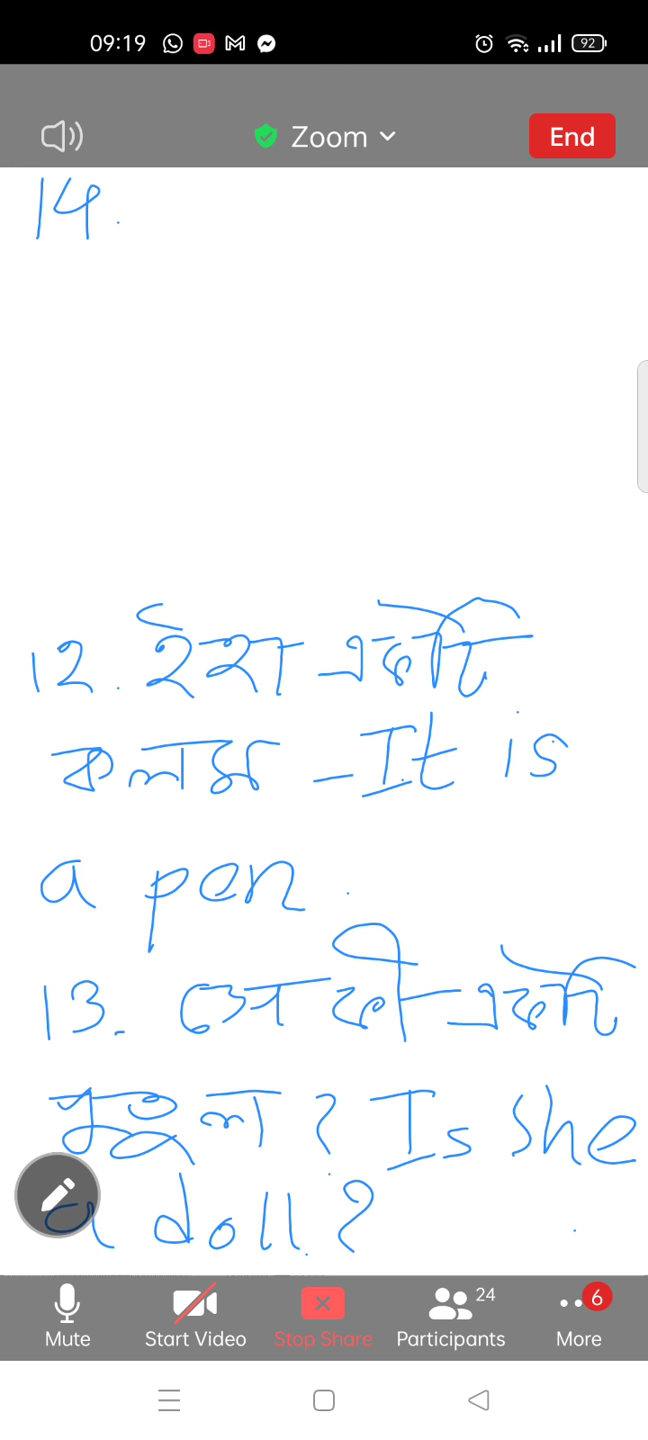 09:19
92
Zoom
End
14.
12. ইহা একটি
কলম - It is
a pen.
13. সে কী একটি
পুতুল? Is she
a doll?
24
6
Mute
Start Video
Stop Share
Participants
More